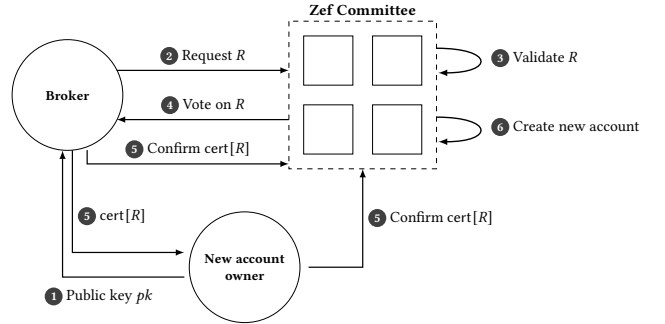 Zef Committee
2 Request R
3 Validate R
Broker
4 Vote on R
6 Create new account
5 Confirm cert[R]
5 cert[R]
5 Confirm cert[R]
New account
owner
1 Public key pk